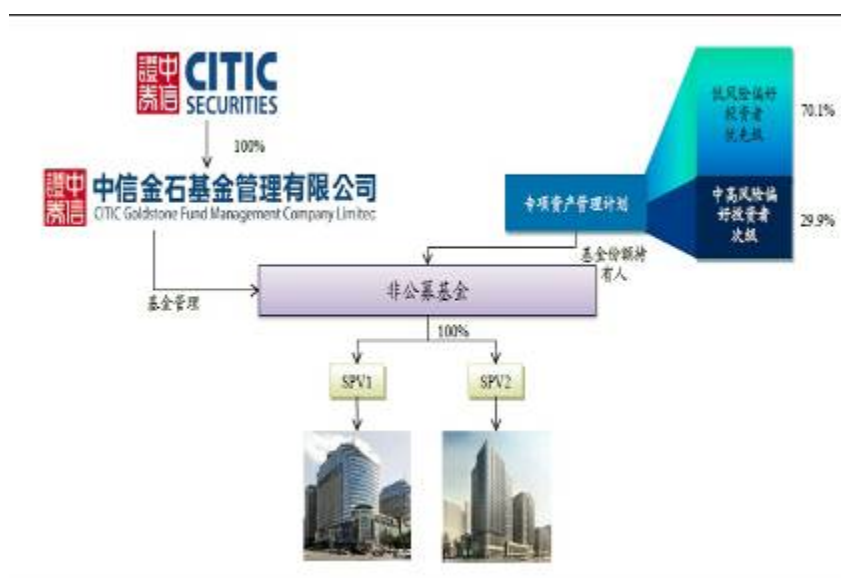 證中
券信
CITIC
SECURITIES
100%
證中
券信
中信金石基金管理有限公司
CITIC Goldstone Fund Management Company Limitec
低风险偏好
投资者
优先级
70.1%
专项资产管理计划
中高风险偏
好投资者
次级
29.9%
基金份额持
有人
基金管理
非公募基金
100%
SPV1
SPV2